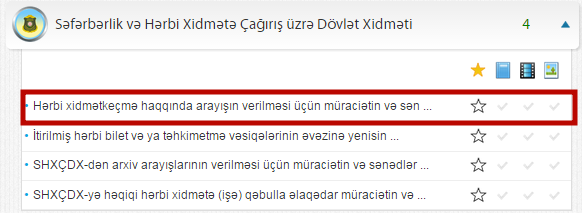 Səfərbərlik və Hərbi Xidmətə Çağırış üzrə Dövlət Xidməti 4
Hərbi xidmətkeçmə haqqında arayışın verilməsi üçün müraciətin və sən ...
İtirilmiş hərbi bilet və ya təhkimetmə vəsiqələrinin əvəzinə yenisin ...
SHXÇDX-dən arxiv arayışlarının verilməsi üçün müraciətin və sənədlər ...
SHXÇDX-yə həqiqi hərbi xidmətə (işə) qəbulla əlaqədar müraciətin və ...